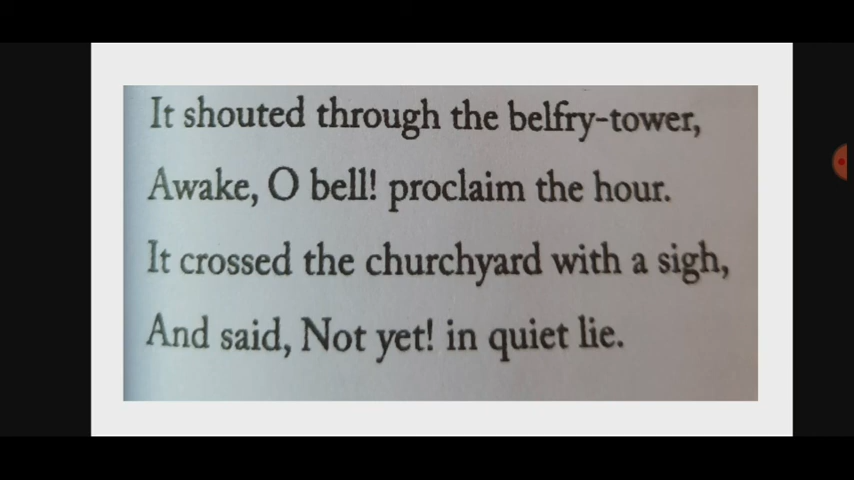 It shouted through the belfry-tower,
Awake, O bell! proclaim the hour.
It crossed the churchyard with a sigh,
And said, Not yet! in quiet lie.